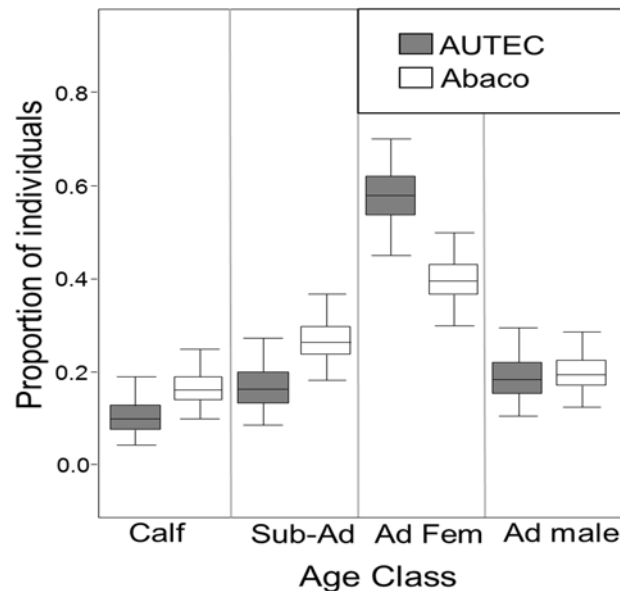 AUTEC
Abaco
0.8
0.6
0.4
0.2
0.0
Proportion of individuals
Calf Sub-Ad Ad Fem Ad male
Age Class